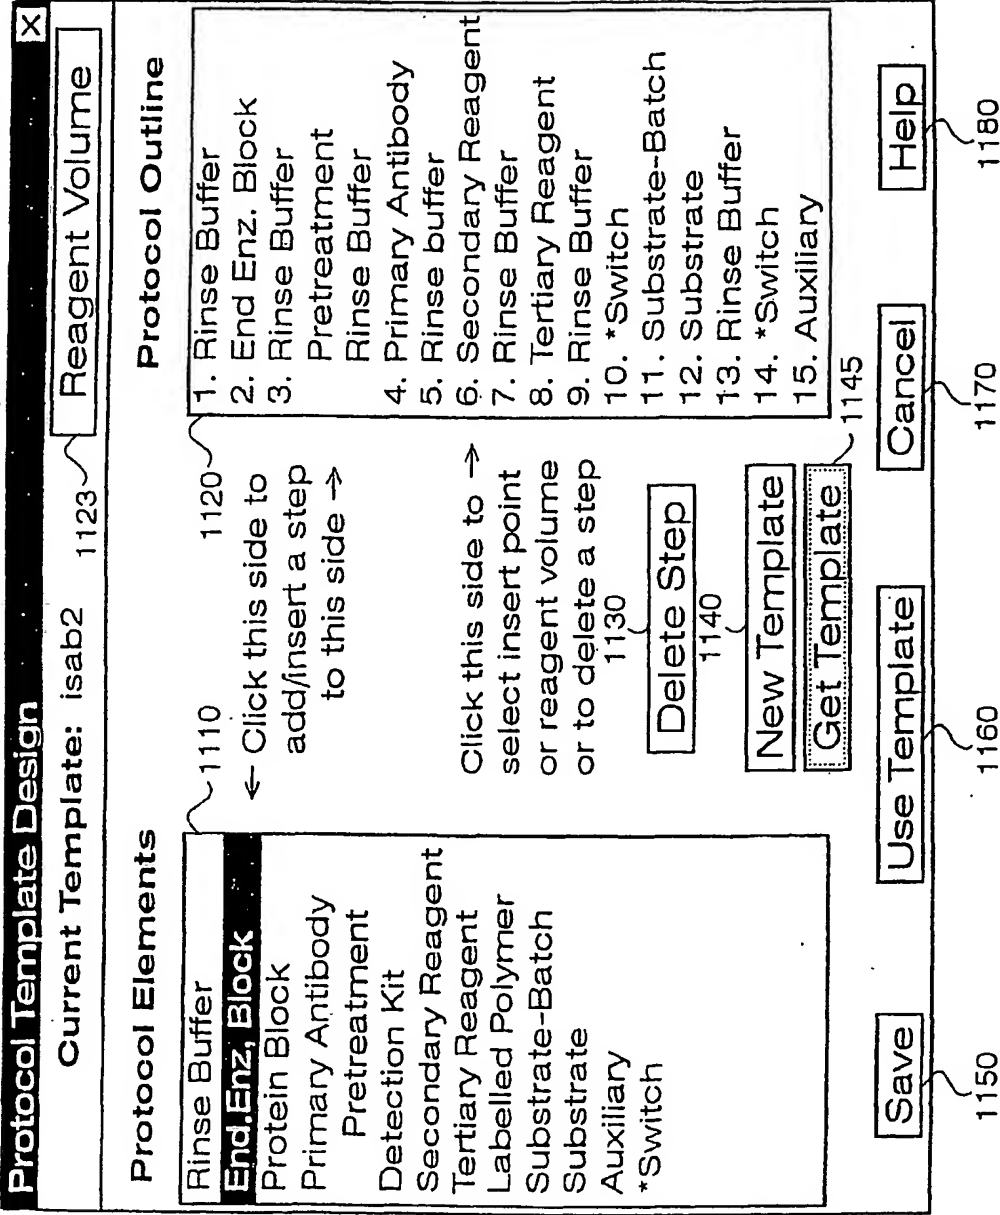 Protocol Template Design X
Current Template: isab2
1123
Reagent Volume
Protocol Elements
1110
Rinse Buffer
End.Enz, Block
Protein Block
Primary Antibody
Pretreatment
Detection Kit
Secondary Reagent
Tertiary Reagent
Labelled Polymer
Substrate-Batch
Substrate
Auxiliary
*Switch
← Click this side to
add/insert a step
to this side →
Click this side to →
select insert point
or reagent volume
or to delete a step
1130
Delete Step
1140
New Template
Get Template
1145
Protocol Outline
1120
1. Rinse Buffer
2. End Enz. Block
3. Rinse Buffer
Pretreatment
Rinse Buffer
4. Primary Antibody
5. Rinse buffer
6. Secondary Reagent
7. Rinse Buffer
8. Tertiary Reagent
9. Rinse Buffer
10. *Switch
11. Substrate-Batch
12. Substrate
13. Rinse Buffer
14. *Switch
15. Auxiliary
Save
Use Template
Cancel
Help
1150
1160
1170
1180